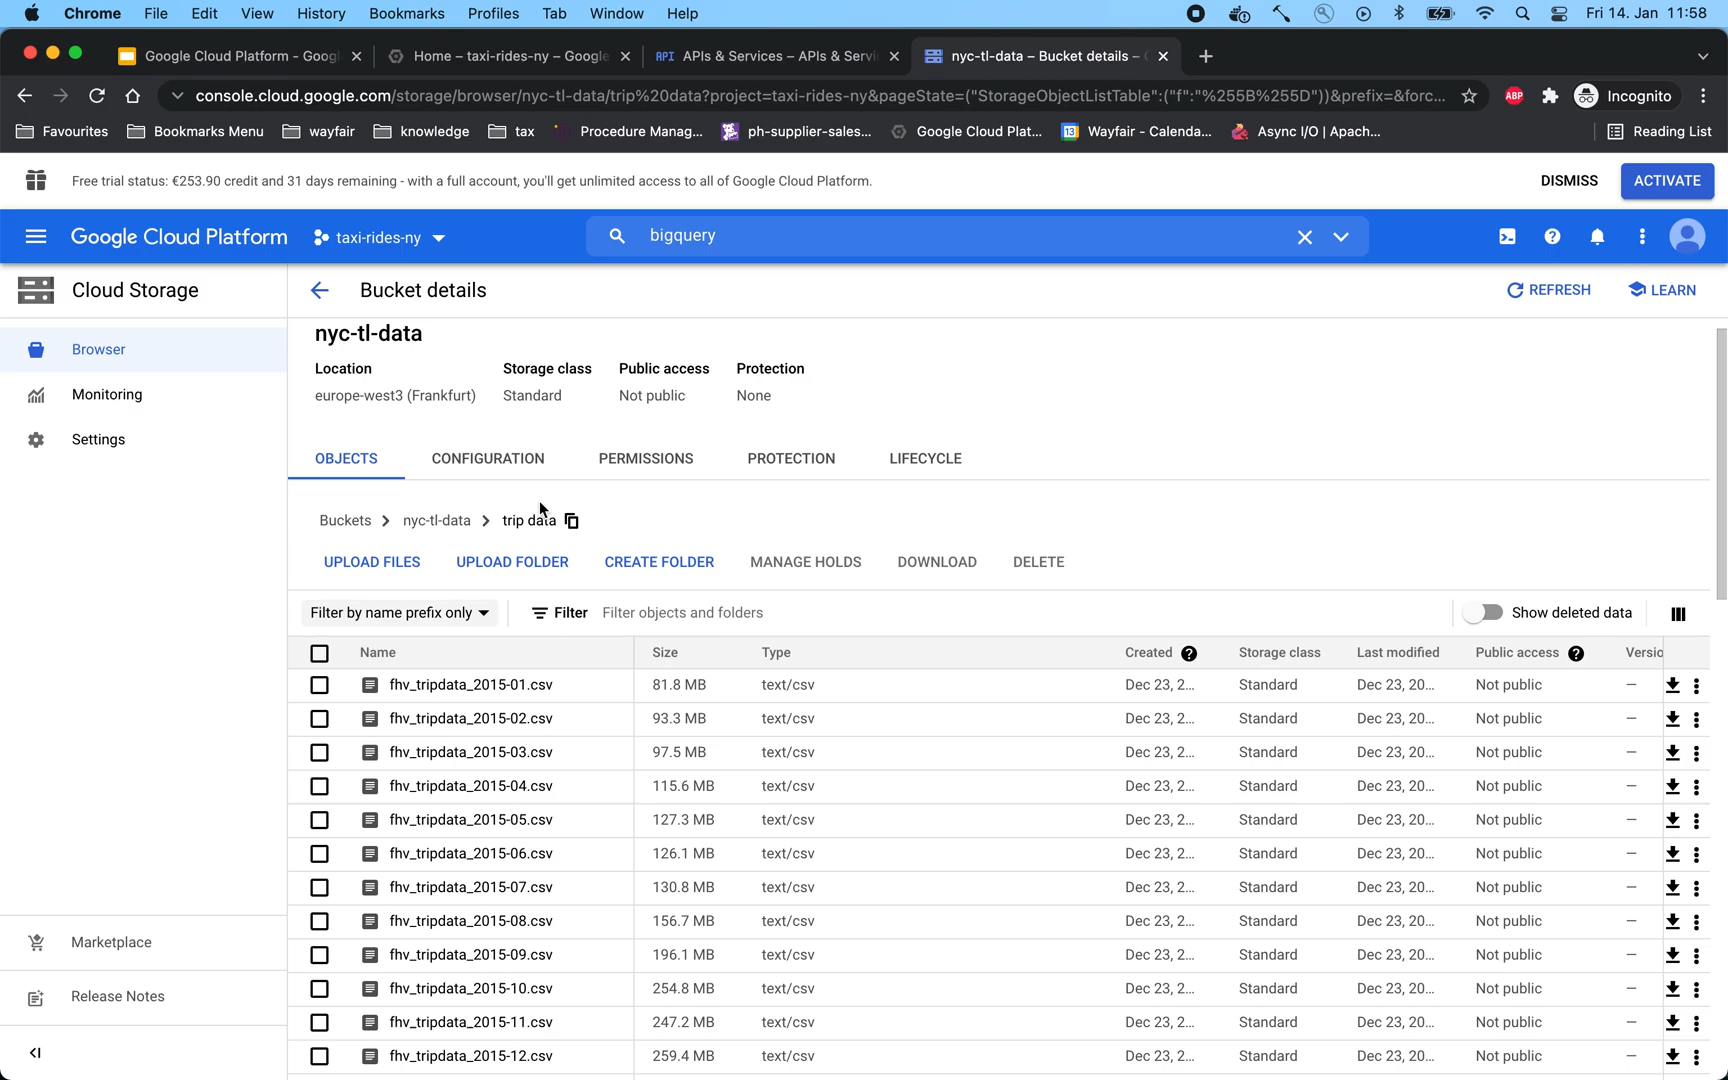 Chrome File Edit View History Bookmarks Profiles Tab Window Help Fri 14. Jan 11:58
Google Cloud Platform - Googl Home – taxi-rides-ny – Google API APIs & Services – APIs & Servi nyc-tl-data – Bucket details –
console.cloud.google.com/storage/browser/nyc-tl-data/trip%20data?project=taxi-rides-ny&pageState=("StorageObjectListTable":("f":"%255B%255D"))&prefix=&forc... ABP Incognito
Favourites Bookmarks Menu wayfair knowledge tax Procedure Manag... ph-supplier-sales... Google Cloud Plat... 13 Wayfair - Calenda... Async I/O | Apach... Reading List
Free trial status: €253.90 credit and 31 days remaining - with a full account, you'll get unlimited access to all of Google Cloud Platform. DISMISS ACTIVATE
Google Cloud Platform taxi-rides-ny bigquery
Cloud Storage Bucket details REFRESH LEARN
Browser
Monitoring
Settings
Marketplace
Release Notes
nyc-tl-data
Location Storage class Public access Protection
europe-west3 (Frankfurt) Standard Not public None
OBJECTS CONFIGURATION PERMISSIONS PROTECTION LIFECYCLE
Buckets > nyc-tl-data > trip data
UPLOAD FILES UPLOAD FOLDER CREATE FOLDER MANAGE HOLDS DOWNLOAD DELETE
Filter by name prefix only Filter Filter objects and folders Show deleted data
Name Size Type Created Storage class Last modified Public access Versio
fhv_tripdata_2015-01.csv 81.8 MB text/csv Dec 23, 2... Standard Dec 23, 20... Not public –
fhv_tripdata_2015-02.csv 93.3 MB text/csv Dec 23, 2... Standard Dec 23, 20... Not public –
fhv_tripdata_2015-03.csv 97.5 MB text/csv Dec 23, 2... Standard Dec 23, 20... Not public –
fhv_tripdata_2015-04.csv 115.6 MB text/csv Dec 23, 2... Standard Dec 23, 20... Not public –
fhv_tripdata_2015-05.csv 127.3 MB text/csv Dec 23, 2... Standard Dec 23, 20... Not public –
fhv_tripdata_2015-06.csv 126.1 MB text/csv Dec 23, 2... Standard Dec 23, 20... Not public –
fhv_tripdata_2015-07.csv 130.8 MB text/csv Dec 23, 2... Standard Dec 23, 20... Not public –
fhv_tripdata_2015-08.csv 156.7 MB text/csv Dec 23, 2... Standard Dec 23, 20... Not public –
fhv_tripdata_2015-09.csv 196.1 MB text/csv Dec 23, 2... Standard Dec 23, 20... Not public –
fhv_tripdata_2015-10.csv 254.8 MB text/csv Dec 23, 2... Standard Dec 23, 20... Not public –
fhv_tripdata_2015-11.csv 247.2 MB text/csv Dec 23, 2... Standard Dec 23, 20... Not public –
fhv_tripdata_2015-12.csv 259.4 MB text/csv Dec 23, 2... Standard Dec 23, 20... Not public –